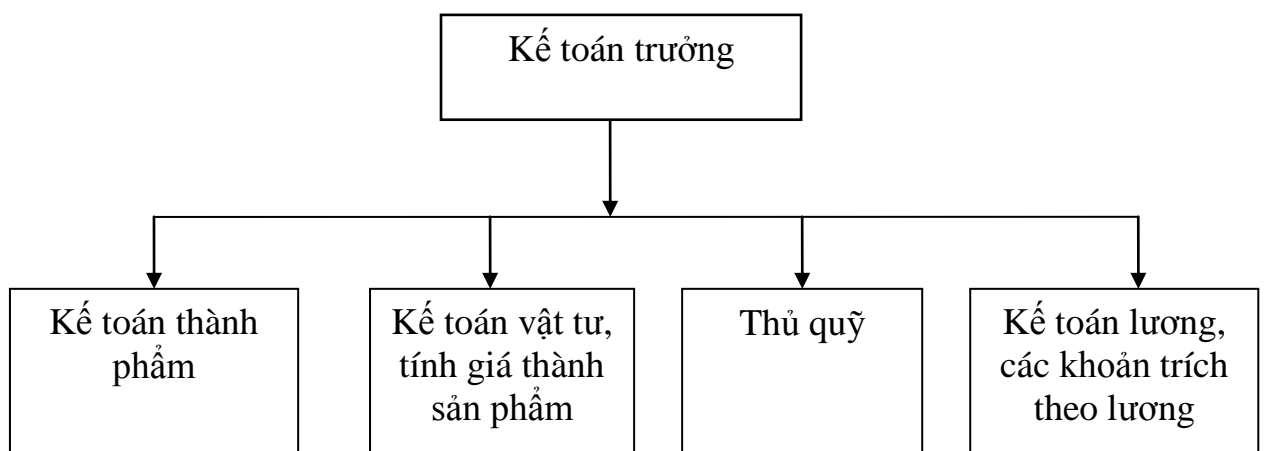 Kế toán trưởng
Kế toán thành
phẩm
Kế toán vật tư,
tính giá thành
sản phẩm
Thủ quỹ
Kế toán lương,
các khoản trích
theo lương